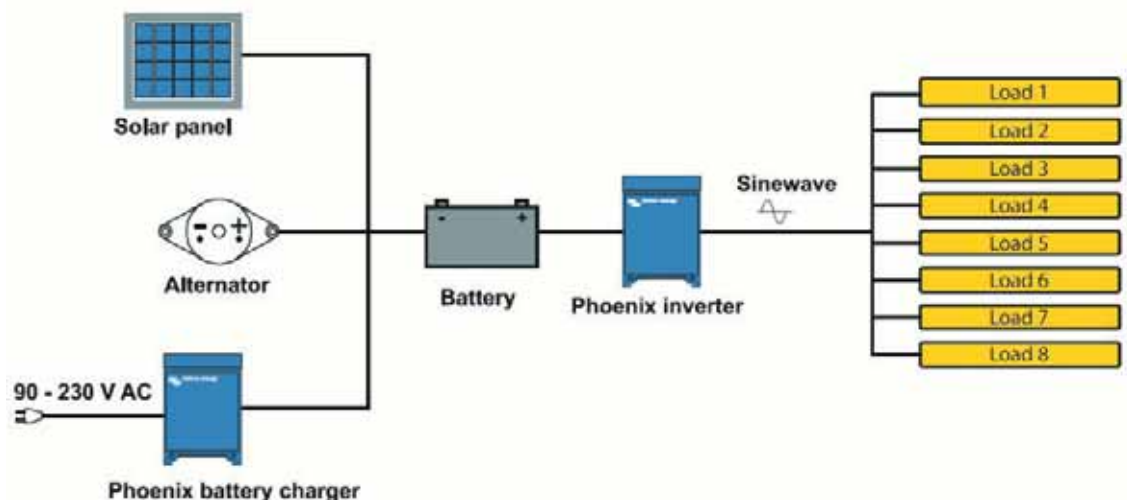 Solar panel
Alternator
90 - 230 V AC
Phoenix battery charger
Battery
Phoenix inverter
Sinewave
Load 1
Load 2
Load 3
Load 4
Load 5
Load 6
Load 7
Load 8